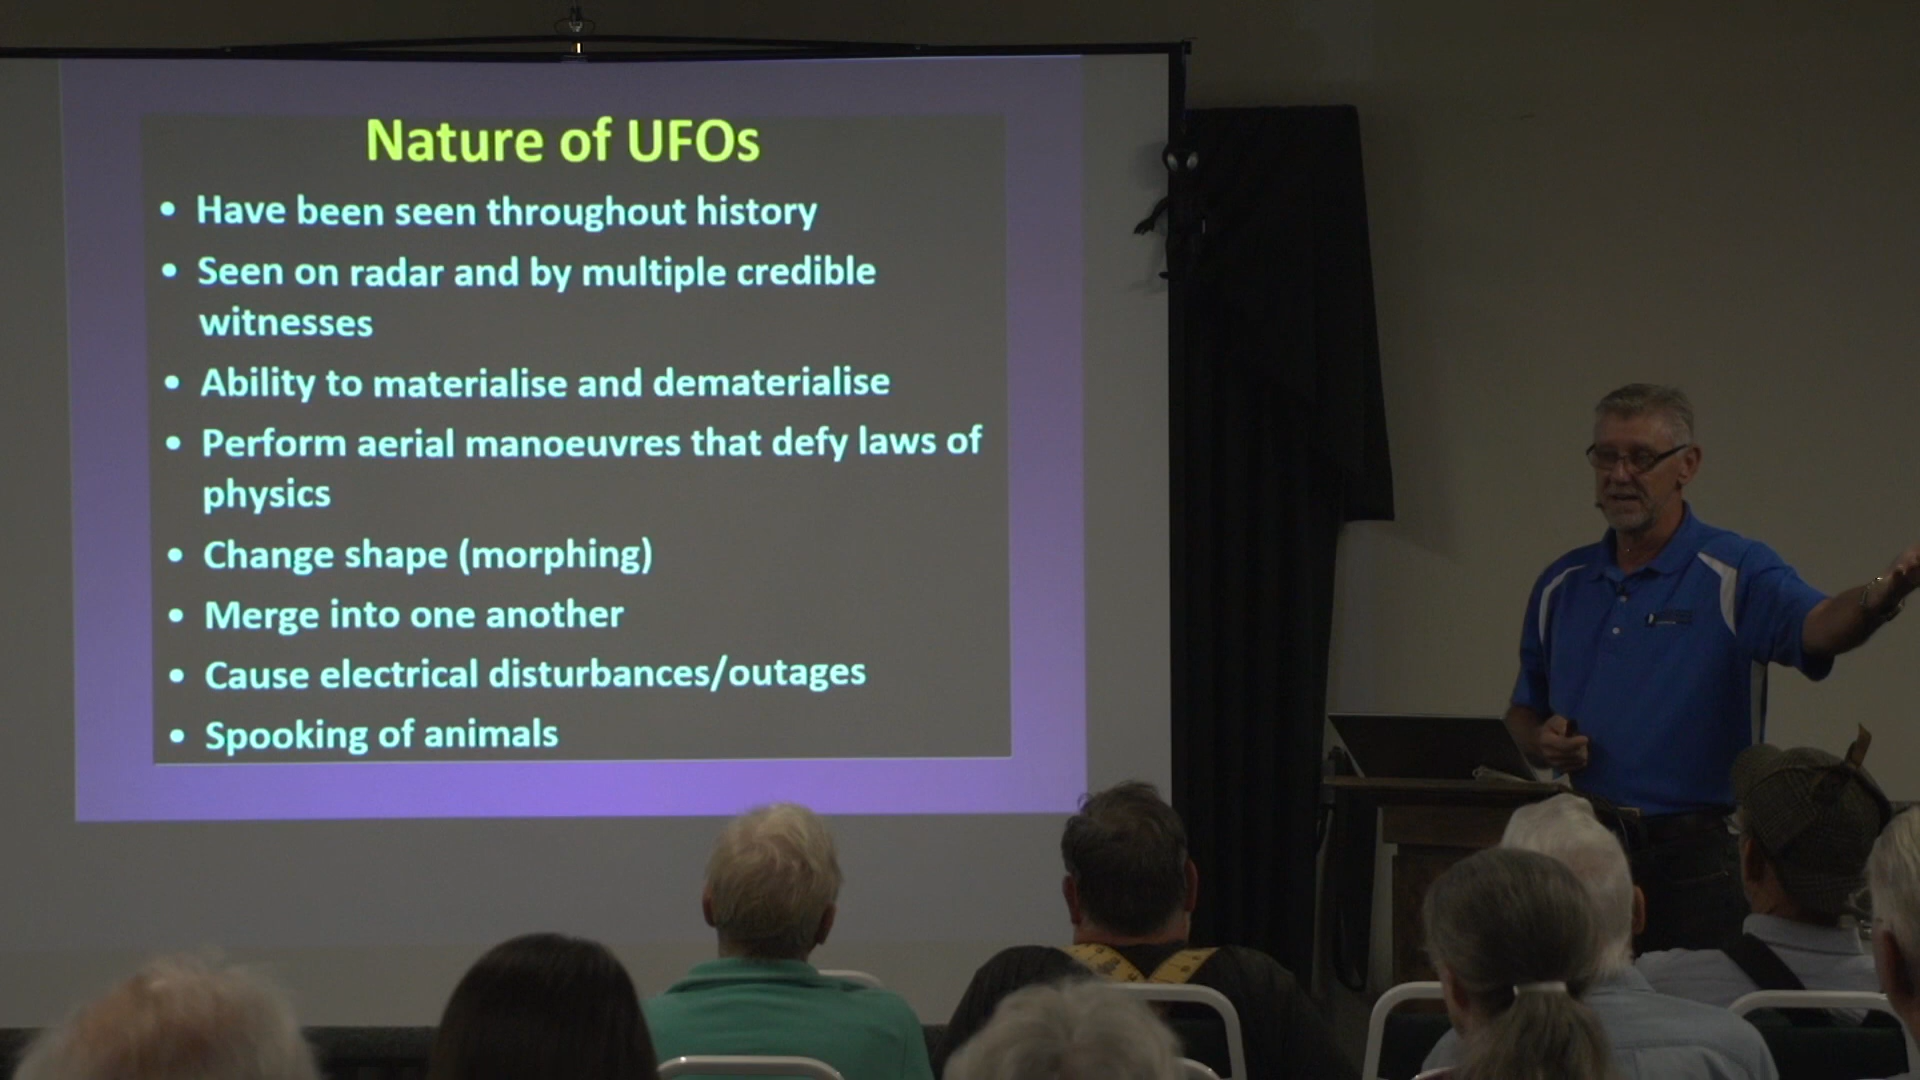 Nature of UFOs
• Have been seen throughout history
• Seen on radar and by multiple credible
witnesses
• Ability to materialise and dematerialise
• Perform aerial manoeuvres that defy laws of
physics
• Change shape (morphing)
• Merge into one another
• Cause electrical disturbances/outages
• Spooking of animals